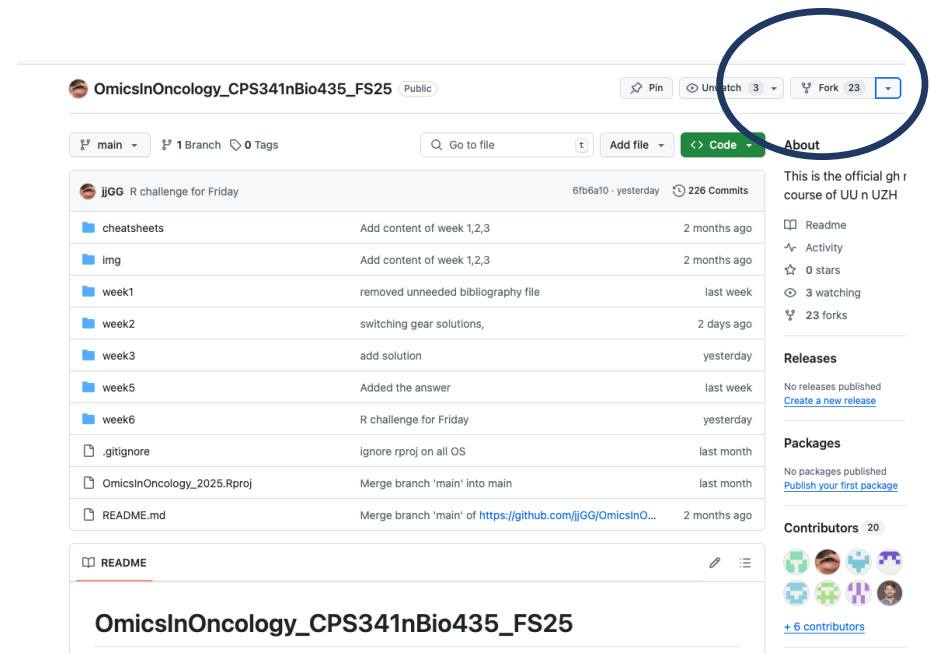 OmicsInOncology_CPS341nBio435_FS25 Public
Pin
Unwatch 3
Fork 23
main
1 Branch
0 Tags
Go to file t
Add file
Code
jjGG R challenge for Friday 6fb6a10 · yesterday 226 Commits
cheatsheets Add content of week 1,2,3 2 months ago
img Add content of week 1,2,3 2 months ago
week1 removed unneeded bibliography file last week
week2 switching gear solutions, 2 days ago
week3 add solution yesterday
week5 Added the answer last week
week6 R challenge for Friday yesterday
.gitignore ignore rproj on all OS last month
OmicsInOncology_2025.Rproj Merge branch 'main' into main last month
README.md Merge branch 'main' of https://github.com/jjGG/OmicsInO... 2 months ago
README
OmicsInOncology_CPS341nBio435_FS25
About
This is the official gh
course of UU n UZH
Readme
Activity
0 stars
3 watching
23 forks
Releases
No releases published
Create a new release
Packages
No packages published
Publish your first package
Contributors 20
+ 6 contributors